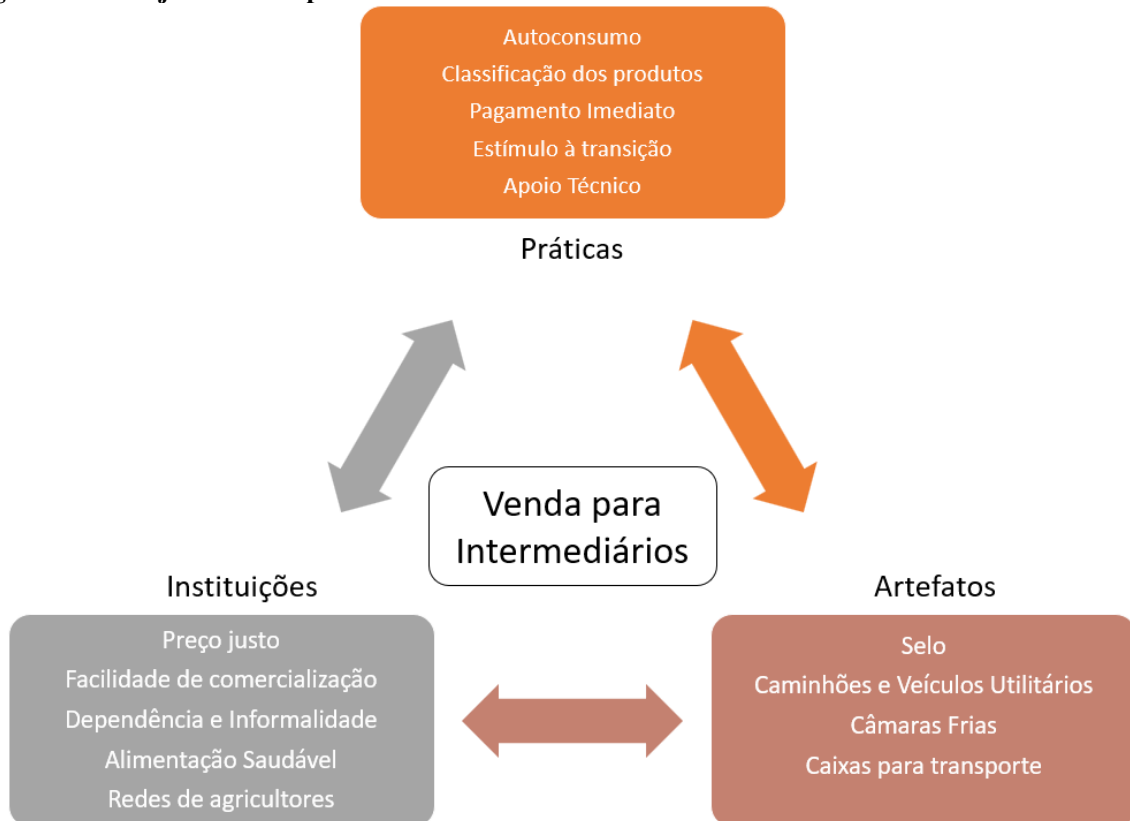 Autoconsumo
Classificação dos produtos
Pagamento Imediato
Estímulo à transição
Apoio Técnico
Práticas
Venda para
Intermediários
Instituições
Preço justo
Facilidade de comercialização
Dependência e Informalidade
Alimentação Saudável
Redes de agricultores
Artefatos
Selo
Caminhões e Veículos Utilitários
Câmaras Frias
Caixas para transporte